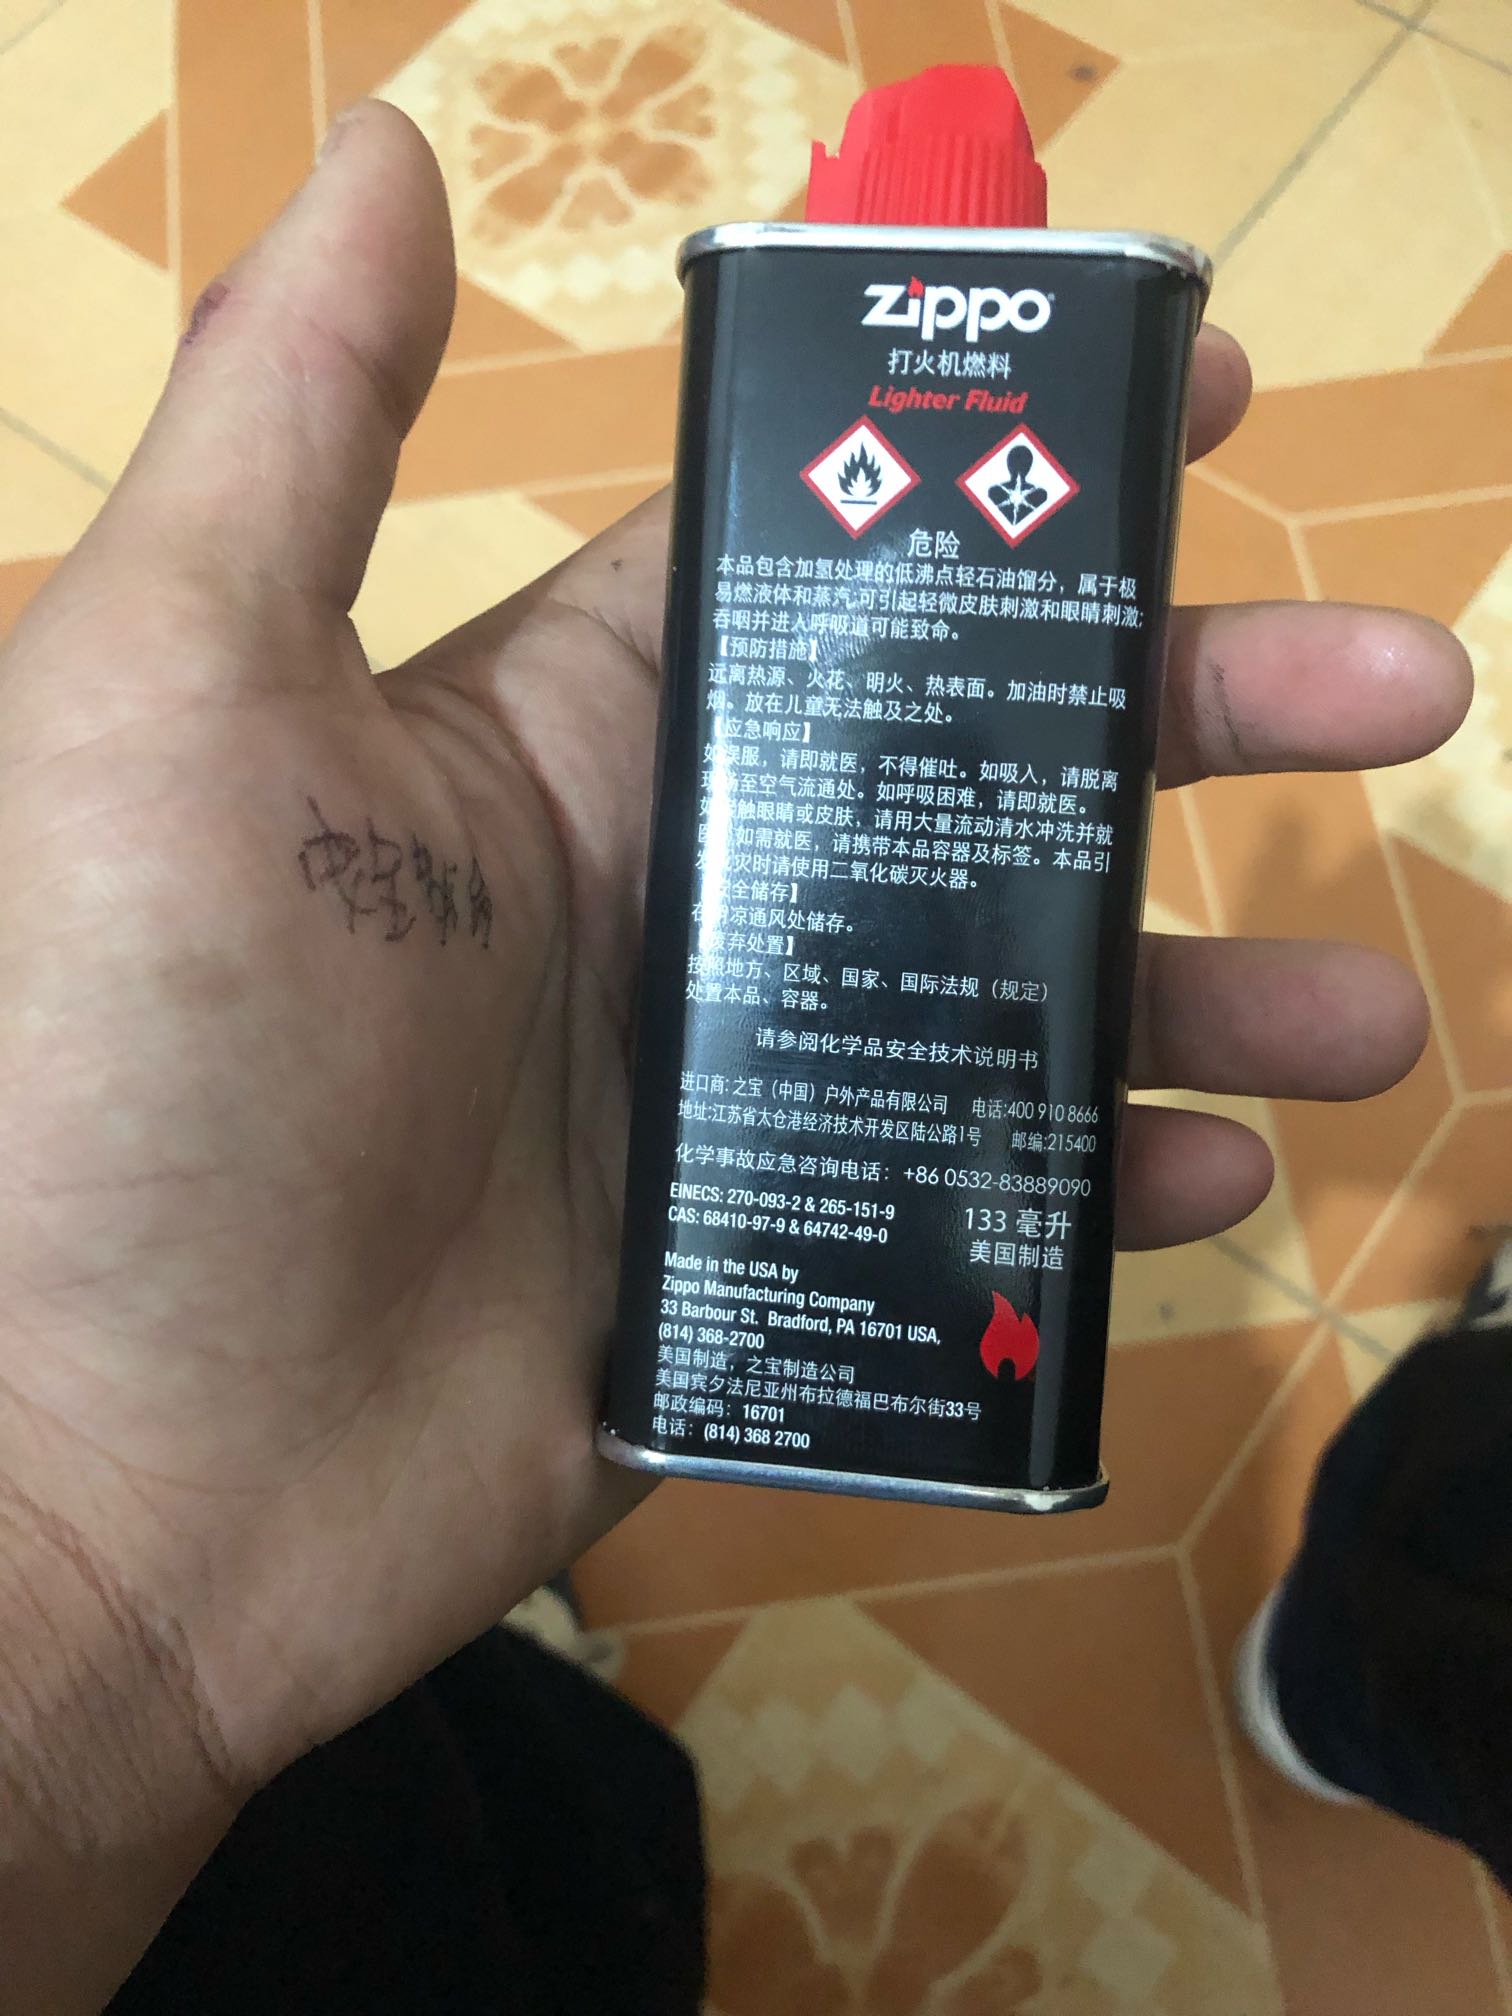 zippo
打火机燃料
Lighter Fluid
危险
本品包含加氢处理的低沸点轻石油馏分，属于极
易燃液体和蒸汽;可引起轻微皮肤刺激和眼睛刺激;
吞咽并进入呼吸道可能致命。
【预防措施】
远离热源、火花、明火、热表面。加油时禁止吸
烟。放在儿童无法触及之处。
【应急响应】
如误服，请即就医，不得催吐。如吸入，请脱离
现场至空气流通处。如呼吸困难，请即就医。
如接触眼睛或皮肤，请用大量流动清水冲洗并就
医。如需就医，请携带本品容器及标签。本品引
发火灾时请使用二氧化碳灭火器。
【安全储存】
在阴凉通风处储存。
【废弃处置】
按照地方、区域、国家、国际法规（规定）
处置本品、容器。
请参阅化学品安全技术说明书
进口商:之宝（中国）户外产品有限公司 电话:400 910 8666
地址:江苏省太仓港经济技术开发区陆公路1号 邮编:215400
化学事故应急咨询电话：+86 0532-83889090
EINECS: 270-093-2 & 265-151-9
CAS: 68410-97-9 & 64742-49-0
133 毫升
美国制造
Made in the USA by
Zippo Manufacturing Company
33 Barbour St. Bradford, PA 16701 USA,
(814) 368-2700
美国制造，之宝制造公司
美国宾夕法尼亚州布拉德福巴布尔街33号
邮政编码：16701
电话：(814) 368 2700